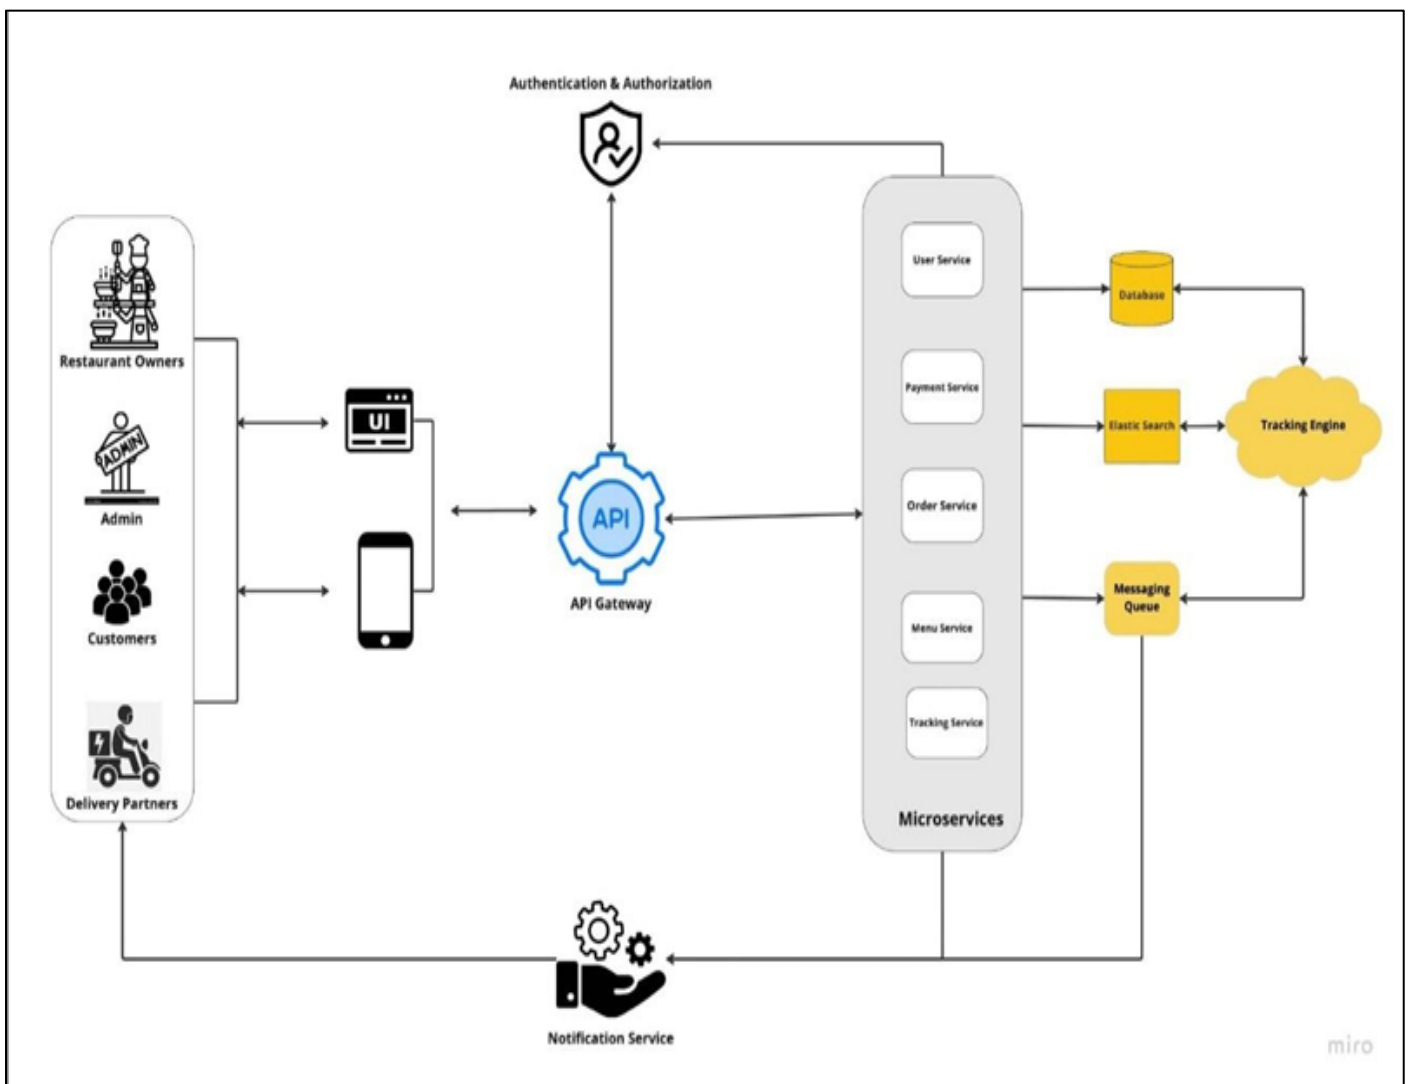 Authentication & Authorization
User Service
Database
Restaurant Owners
Payment Service
UI
Elastic Search
Tracking Engine
ADMIN
Admin
API
Order Service
API Gateway
Messaging
Queue
Customers
Menu Service
Tracking Service
Delivery Partners
Microservices
Notification Service
miro